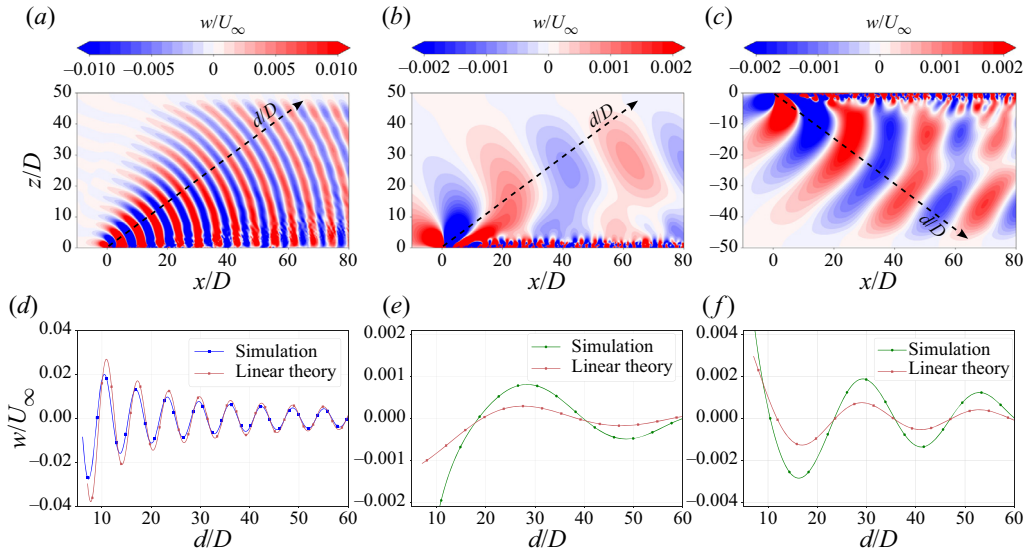 (a) (b) (c)
w/U∞ w/U∞ w/U∞
−0.010 −0.005 0 0.005 0.010 −0.002 −0.001 0 0.001 0.002 −0.002 −0.001 0 0.001 0.002
50 50 0
40 40 −10
30 30 −20
z/D
20 20 −30
10 10 −40
0 0 −50
d/D d/D d/D
0 10 20 30 40 50 60 70 80 0 20 40 60 80 0 20 40 60 80
x/D x/D x/D
(d) (e) (f)
0.04 0.002 0.004
Simulation Simulation Simulation
Linear theory Linear theory Linear theory
0.02 0.001 0.002
w/U∞
0.00 0.000 0.000
−0.02 −0.001 −0.002
−0.04 −0.002 −0.004
10 20 30 40 50 60 10 20 30 40 50 60 10 20 30 40 50 60
d/D d/D d/D